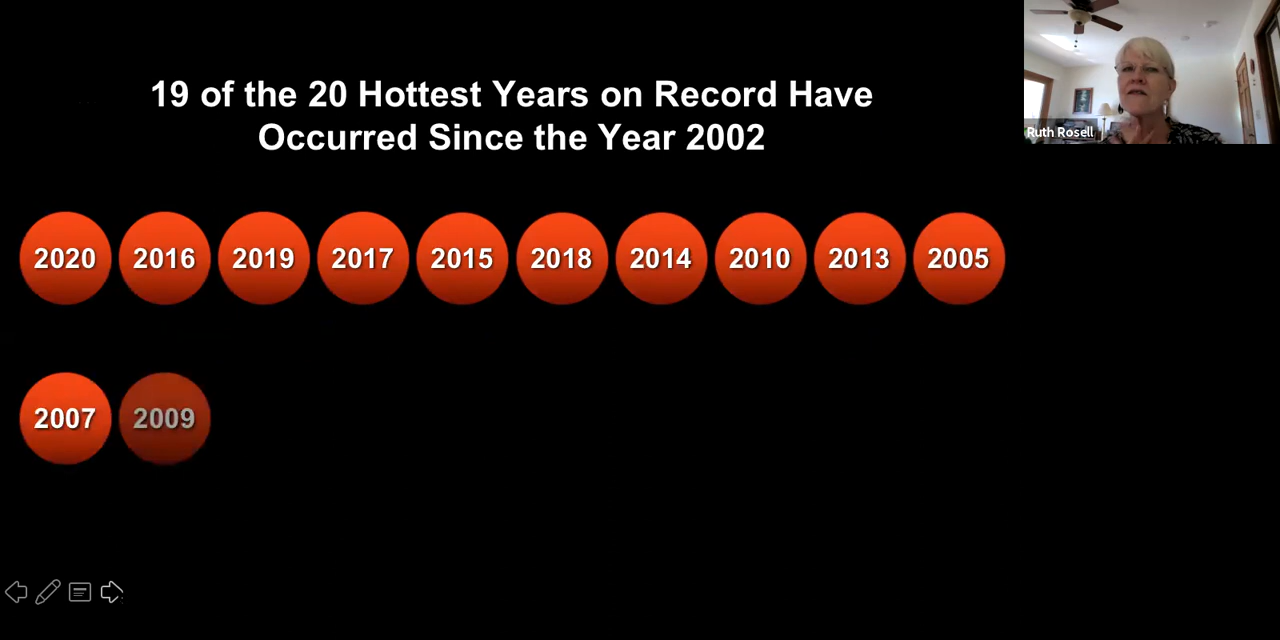 19 of the 20 Hottest Years on Record Have
Occurred Since the Year 2002
Ruth Rosell
2020 2016 2019 2017 2015 2018 2014 2010 2013 2005
2007 2009